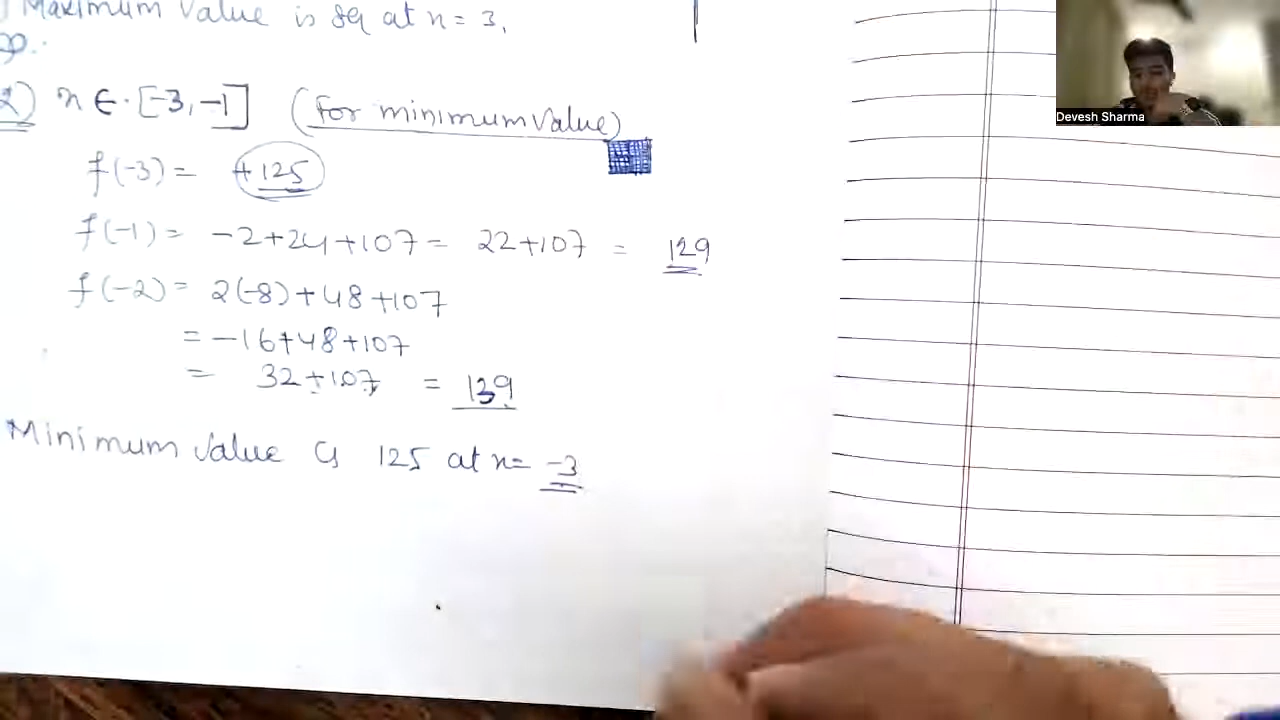 Maximum Value is 89 at x = 3,
2) x ∈ [-3, -1] (for minimum Value)
f(-3) = +125
f(-1) = -2+24+107 = 22+107 = 129
f(-2) = 2(-8)+48+107
= -16+48+107
= 32+107 = 139
Minimum Value is 125 at x= -3
Devesh Sharma